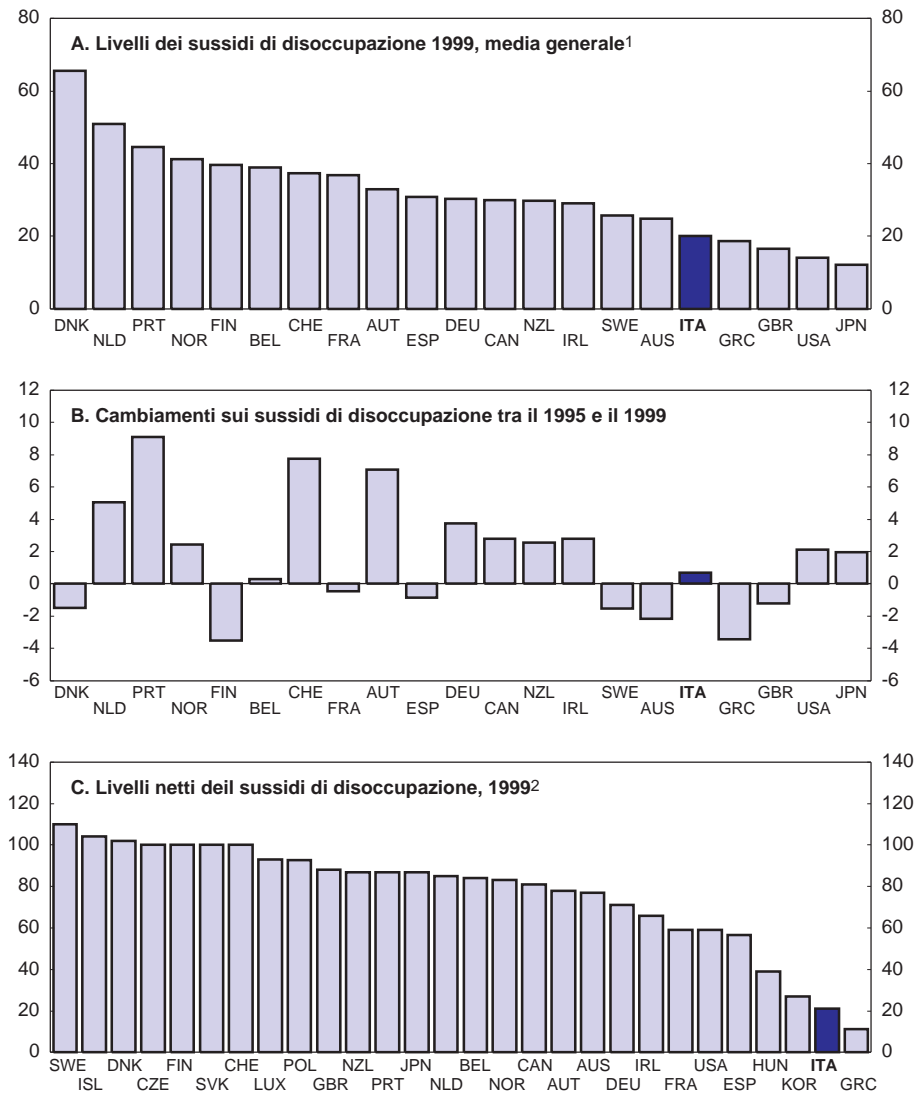 80 80
A. Livelli dei sussidi di disoccupazione 1999, media generale1
60 60
40 40
20 20
0 0
DNK PRT FIN CHE AUT DEU NZL SWE ITA GBR JPN
NLD NOR BEL FRA ESP CAN IRL AUS GRC USA
12 12
B. Cambiamenti sui sussidi di disoccupazione tra il 1995 e il 1999
10 10
8 8
6 6
4 4
2 2
0 0
-2 -2
-4 -4
-6 -6
DNK PRT FIN CHE AUT DEU NZL SWE ITA GBR JPN
NLD NOR BEL FRA ESP CAN IRL AUS GRC USA
140 140
C. Livelli netti deil sussidi di disoccupazione, 19992
120 120
100 100
80 80
60 60
40 40
20 20
0 0
SWE DNK FIN CHE POL NZL JPN BEL CAN AUS IRL USA HUN ITA
ISL CZE SVK LUX GBR PRT NLD NOR AUT DEU FRA ESP KOR GRC